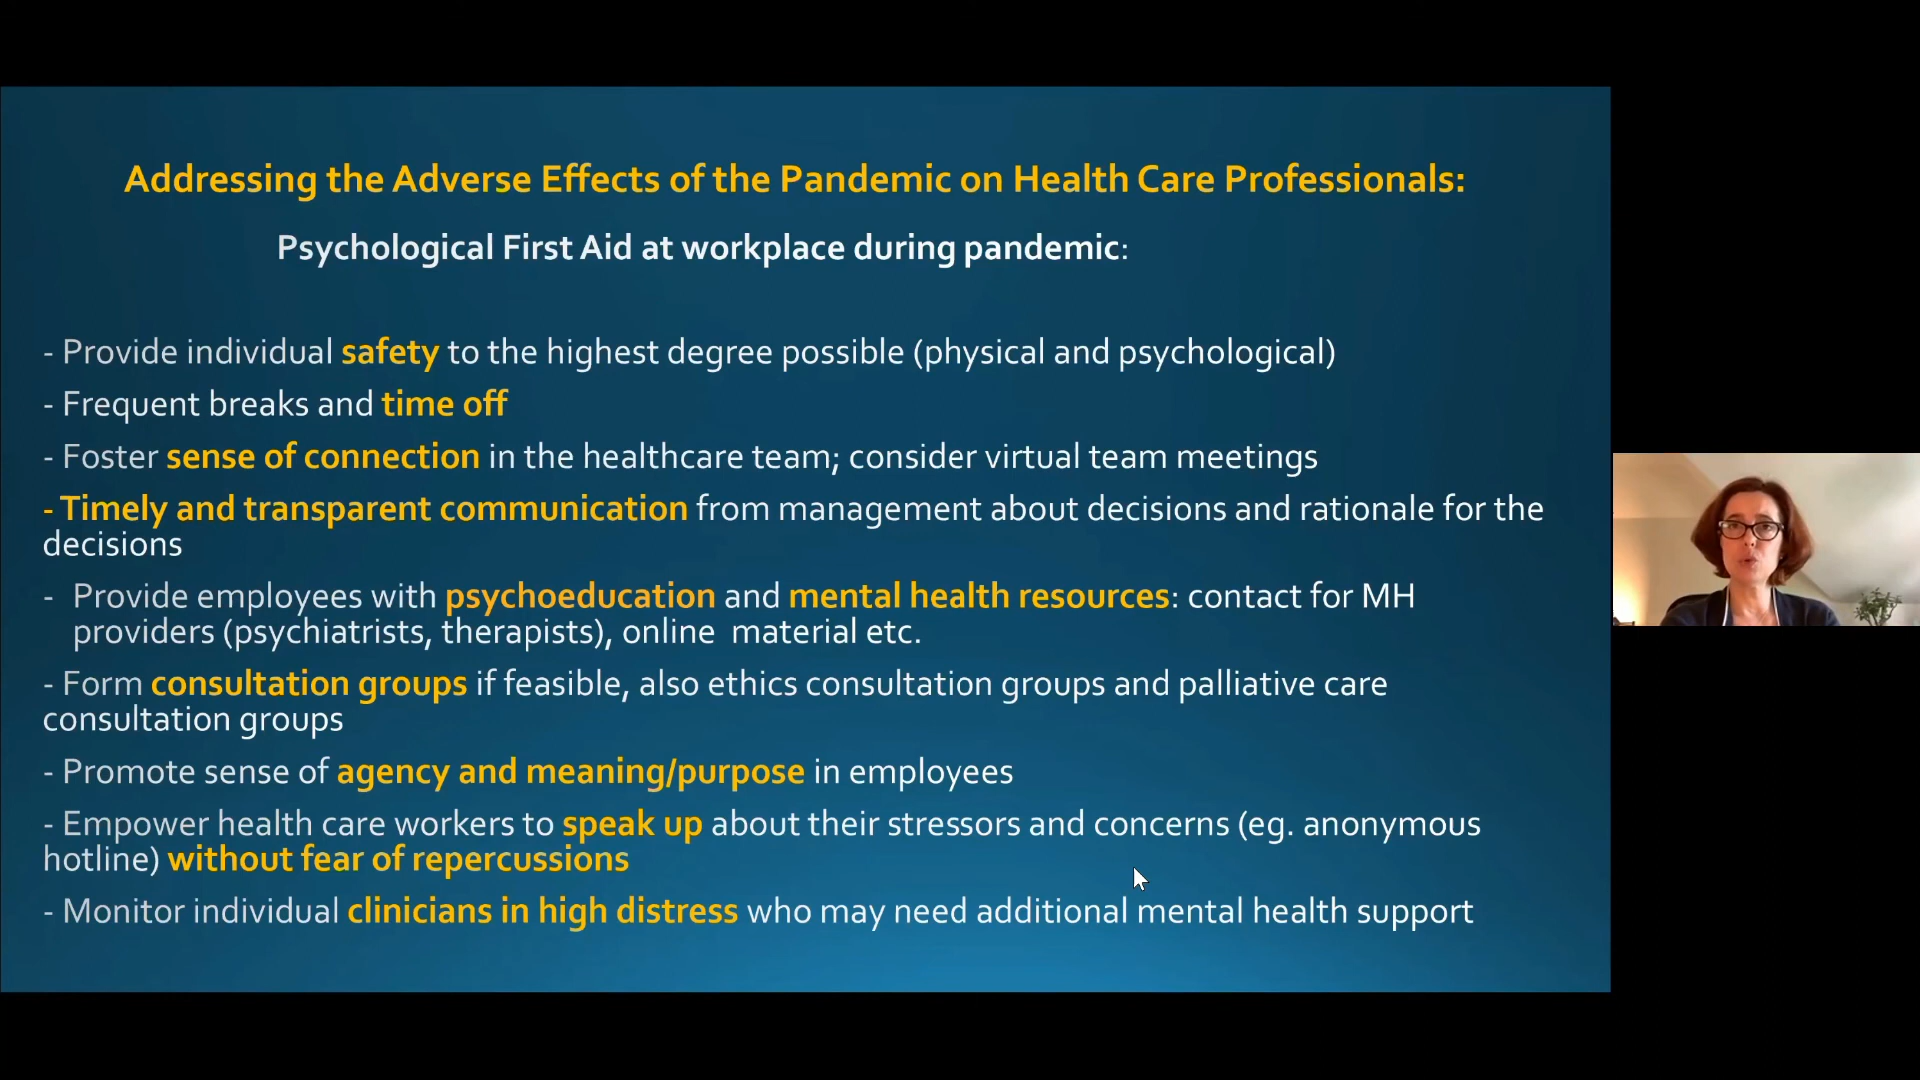 Addressing the Adverse Effects of the Pandemic on Health Care Professionals:
Psychological First Aid at workplace during pandemic:
- Provide individual safety to the highest degree possible (physical and psychological)
- Frequent breaks and time off
- Foster sense of connection in the healthcare team; consider virtual team meetings
- Timely and transparent communication from management about decisions and rationale for the
decisions
- Provide employees with psychoeducation and mental health resources: contact for MH
providers (psychiatrists, therapists), online material etc.
- Form consultation groups if feasible, also ethics consultation groups and palliative care
consultation groups
- Promote sense of agency and meaning/purpose in employees
- Empower health care workers to speak up about their stressors and concerns (eg. anonymous
hotline) without fear of repercussions
- Monitor individual clinicians in high distress who may need additional mental health support